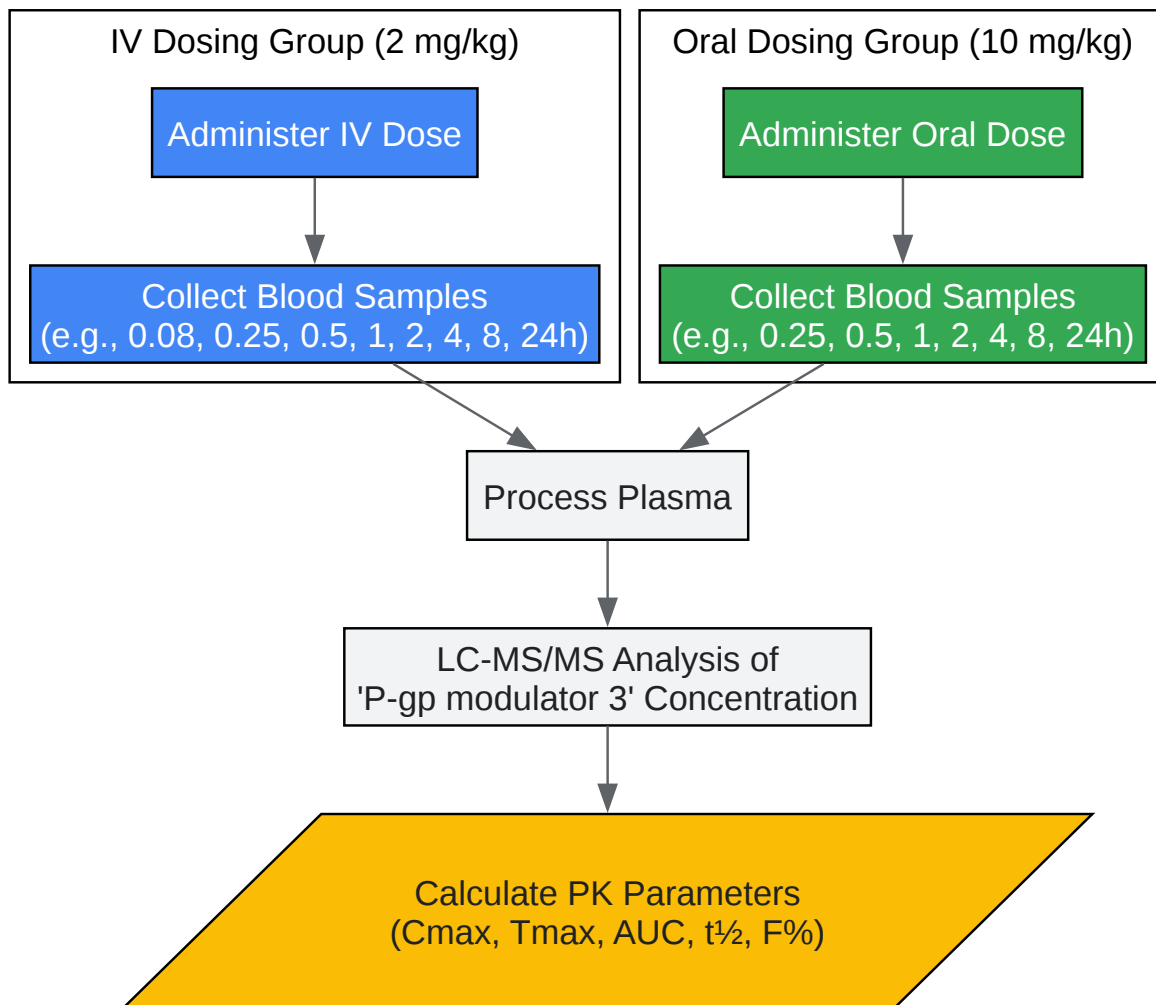 IV Dosing Group (2 mg/kg)
Administer IV Dose
Collect Blood Samples
(e.g., 0.08, 0.25, 0.5, 1, 2, 4, 8, 24h)
Oral Dosing Group (10 mg/kg)
Administer Oral Dose
Collect Blood Samples
(e.g., 0.25, 0.5, 1, 2, 4, 8, 24h)
Process Plasma
LC-MS/MS Analysis of
'P-gp modulator 3' Concentration
Calculate PK Parameters
(Cmax, Tmax, AUC, t½, F%)